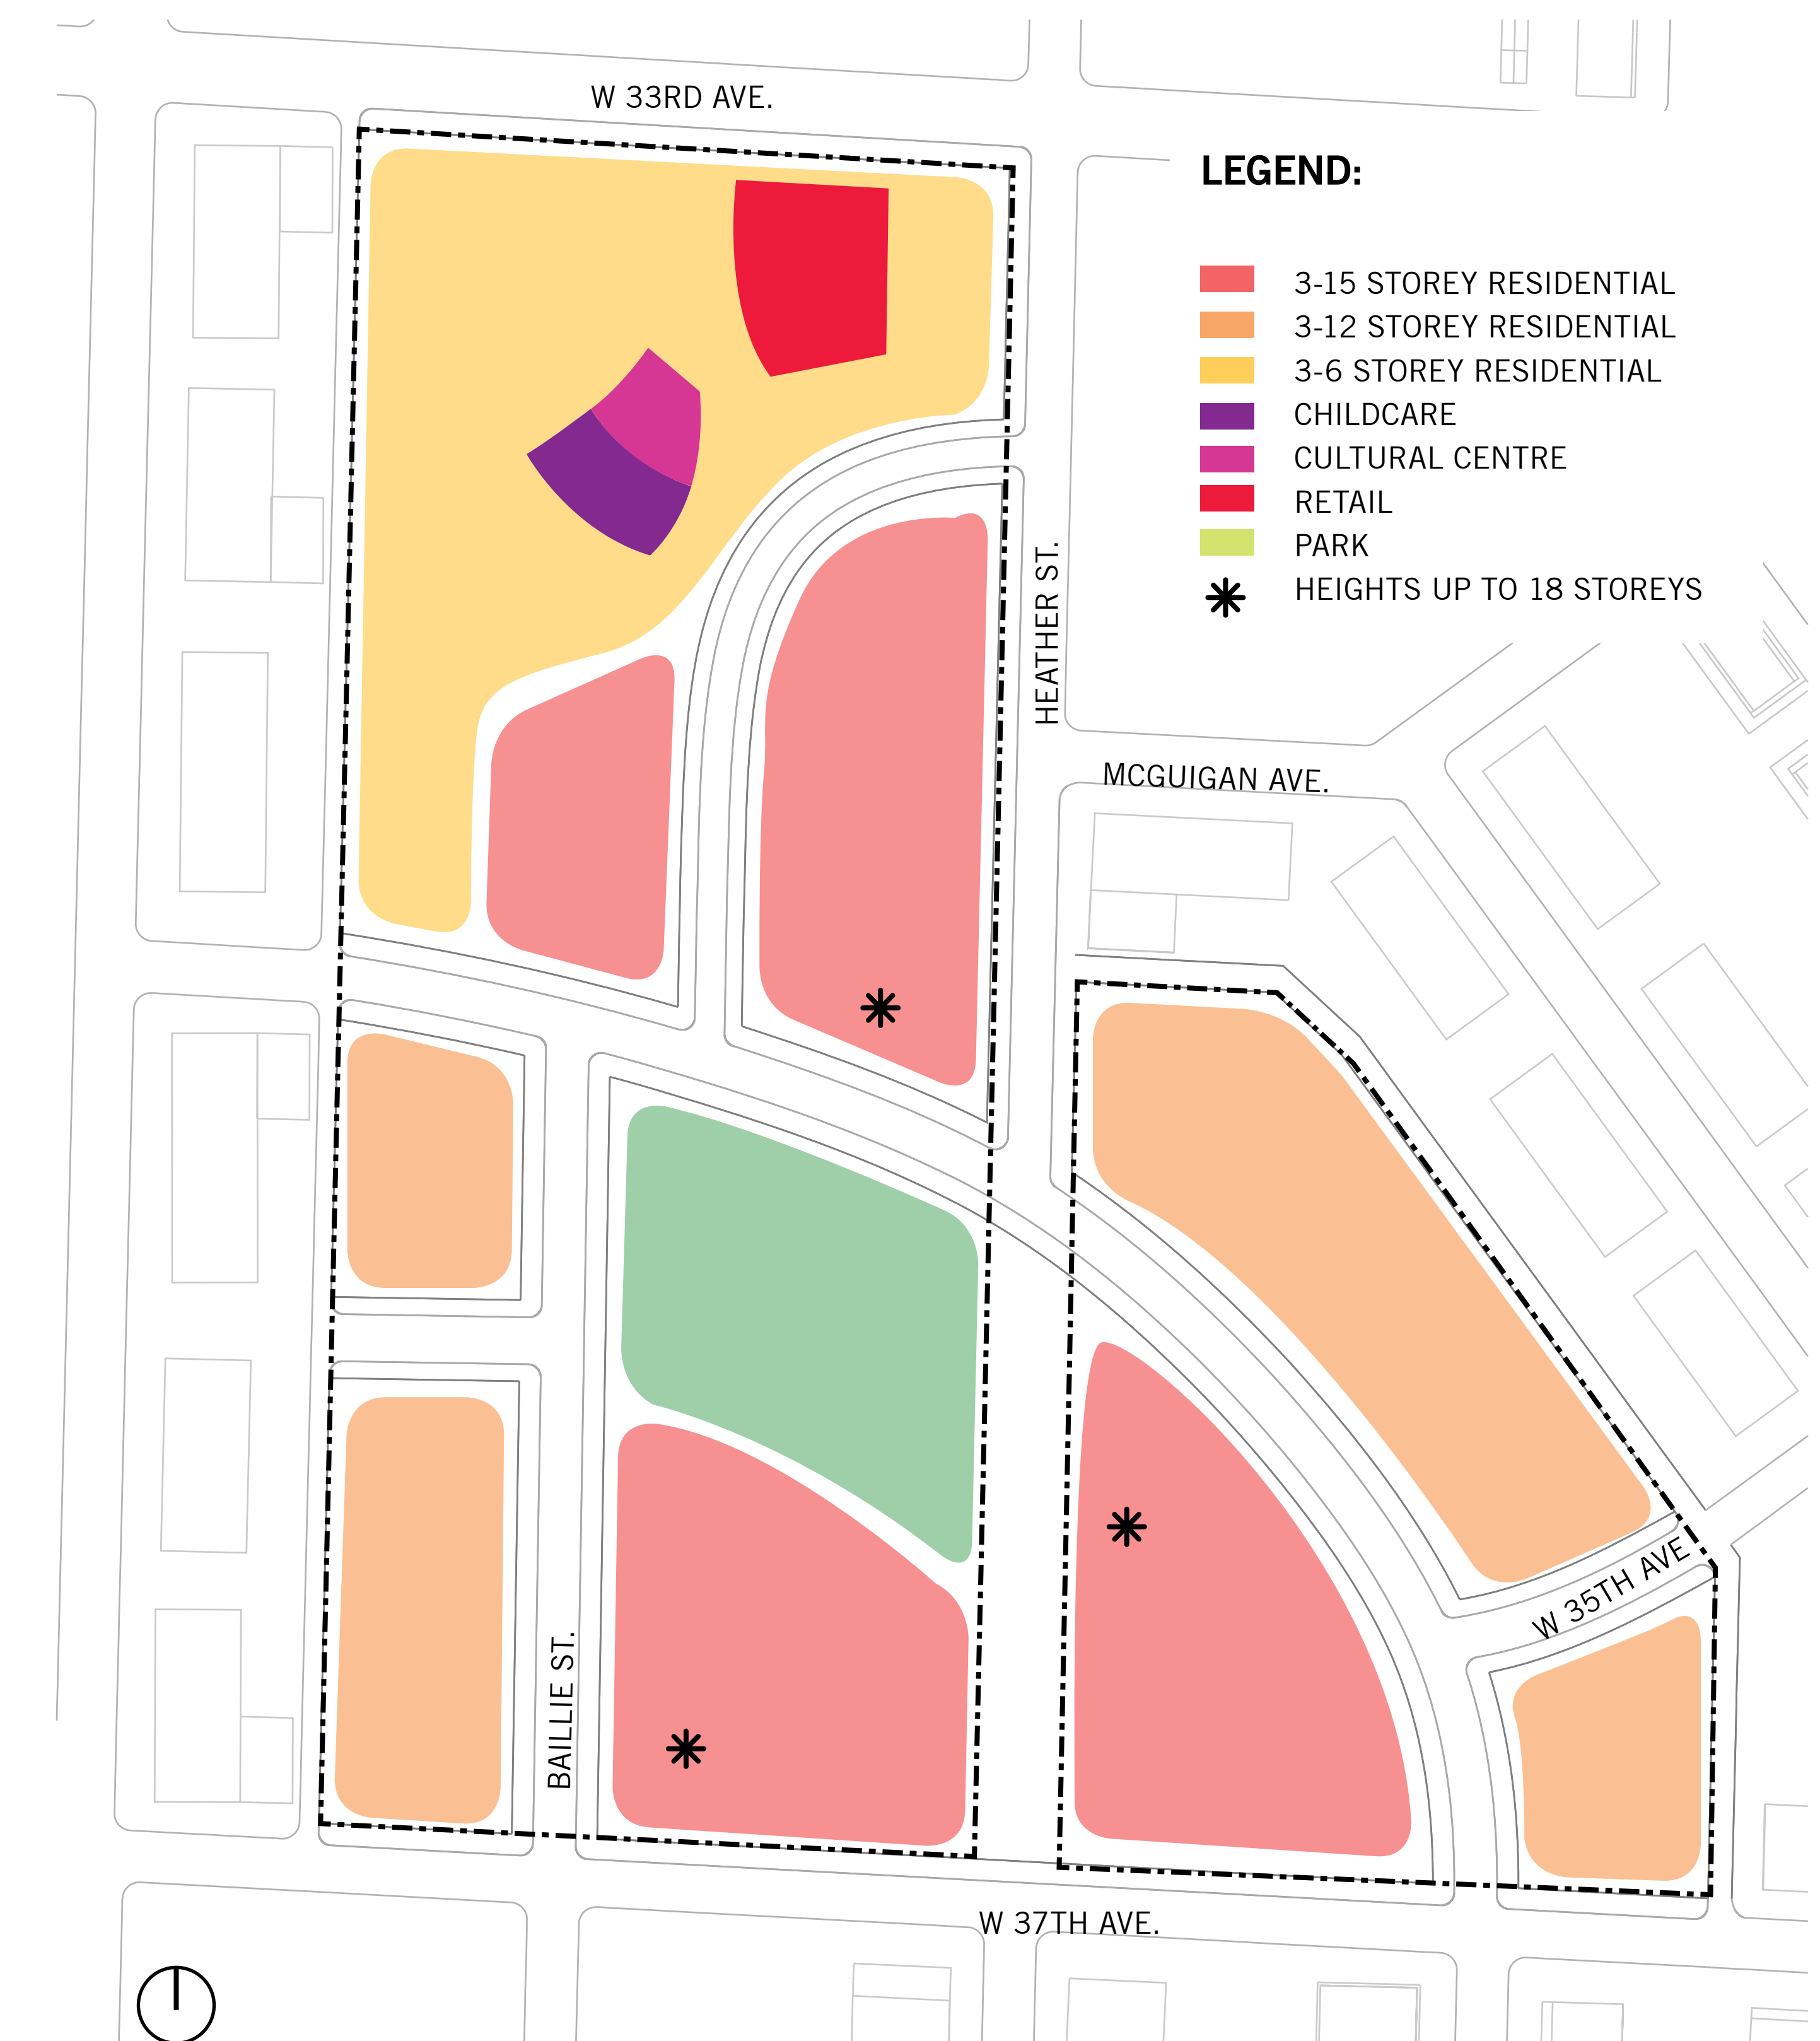 W 33RD AVE.
LEGEND:
3-15 STOREY RESIDENTIAL
3-12 STOREY RESIDENTIAL
3-6 STOREY RESIDENTIAL
CHILDCARE
CULTURAL CENTRE
RETAIL
PARK
HEIGHTS UP TO 18 STOREYS
HEATHER ST.
MCGUIGAN AVE.
W 35TH AVE
BAILLIE ST.
W 37TH AVE.